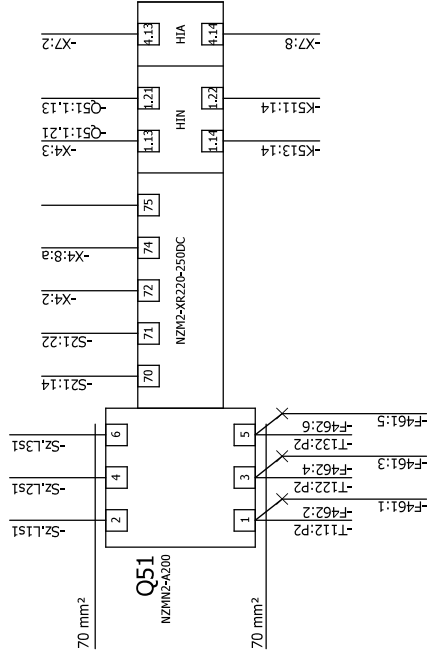 -X7:2
4.13
HIA
4.14
-X7:8
-Q51:1.13
1.21
1.22
-K511:14
HIN
-Q51:1.21
-X4:3
1.13
1.14
-K513:14
75
-X4:8:a
74
-X4:2
72
-S21:22
71
-S21:14
70
NZM2-XR220-250DC
-Sz.L3s1
6
5
-F462:6
-T132:P2
-F461:5
-Sz.L2s1
4
3
-F462:4
-T122:P2
-F461:3
-Sz.L1s1
2
1
-F462:2
-T112:P2
-F461:1
Q51
NZMN2-A200
70 mm²
70 mm²